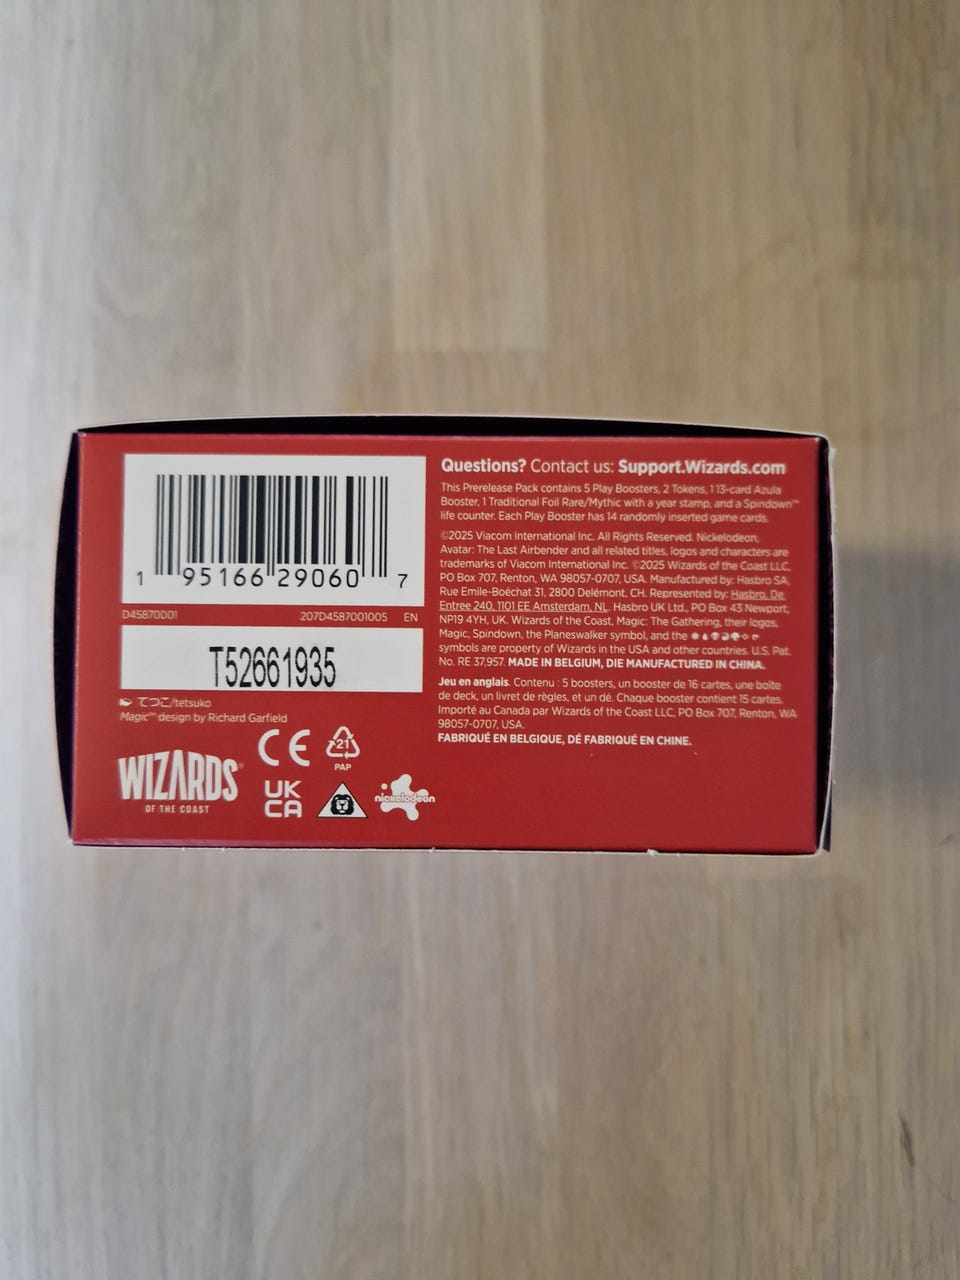 1 95166 29060 7
D45870001 207D45870010​05 EN
T52661935
てつこ/tetsuko
Magic™ design by Richard Garfield
WIZARDS®
OF THE COAST
CE
21
PAP
UK
CA
nickelodeon
Questions? Contact us: Support.Wizards.com
This Prerelease Pack contains 5 Play Boosters, 2 Tokens, 1 13-card Azula
Booster, 1 Traditional Foil Rare/Mythic with a year stamp, and a Spindown™
life counter. Each Play Booster has 14 randomly inserted game cards.
©2025 Viacom International Inc. All Rights Reserved. Nickelodeon,
Avatar: The Last Airbender and all related titles, logos and characters are
trademarks of Viacom International Inc. ©2025 Wizards of the Coast LLC,
PO Box 707, Renton, WA 98057-0707, USA. Manufactured by: Hasbro SA,
Rue Emile-Boéchat 31, 2800 Delémont, CH. Represented by: Hasbro, De
Entree 240, 1101 EE Amsterdam, NL. Hasbro UK Ltd., PO Box 43 Newport,
NP19 4YH, UK. Wizards of the Coast, Magic: The Gathering, their logos,
Magic, Spindown, the Planeswalker symbol, and the
symbols are property of Wizards in the USA and other countries. U.S. Pat.
No. RE 37,957. MADE IN BELGIUM, DIE MANUFACTURED IN CHINA.
Jeu en anglais. Contenu : 5 boosters, un booster de 16 cartes, une boîte
de deck, un livret de règles, et un dé. Chaque booster contient 15 cartes.
Importé au Canada par Wizards of the Coast LLC, PO Box 707, Renton, WA
98057-0707, USA.
FABRIQUÉ EN BELGIQUE, DÉ FABRIQUÉ EN CHINE.